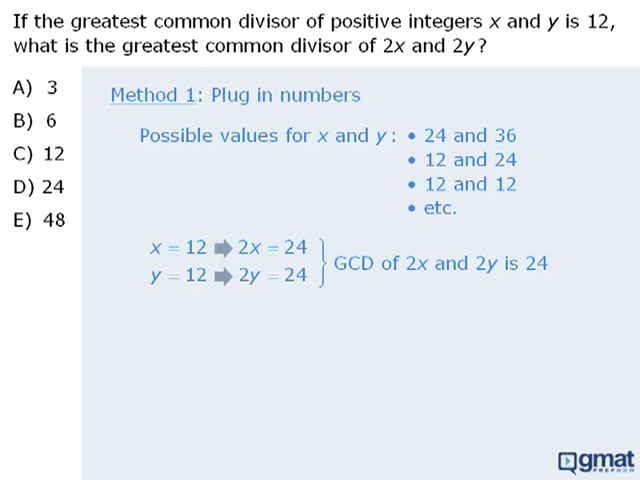 If the greatest common divisor of positive integers x and y is 12,
what is the greatest common divisor of 2x and 2y?
A) 3
B) 6
C) 12
D) 24
E) 48
Method 1: Plug in numbers
Possible values for x and y: • 24 and 36
• 12 and 24
• 12 and 12
• etc.
x = 12 ➡ 2x = 24
y = 12 ➡ 2y = 24
GCD of 2x and 2y is 24
gmat
PREPNOW